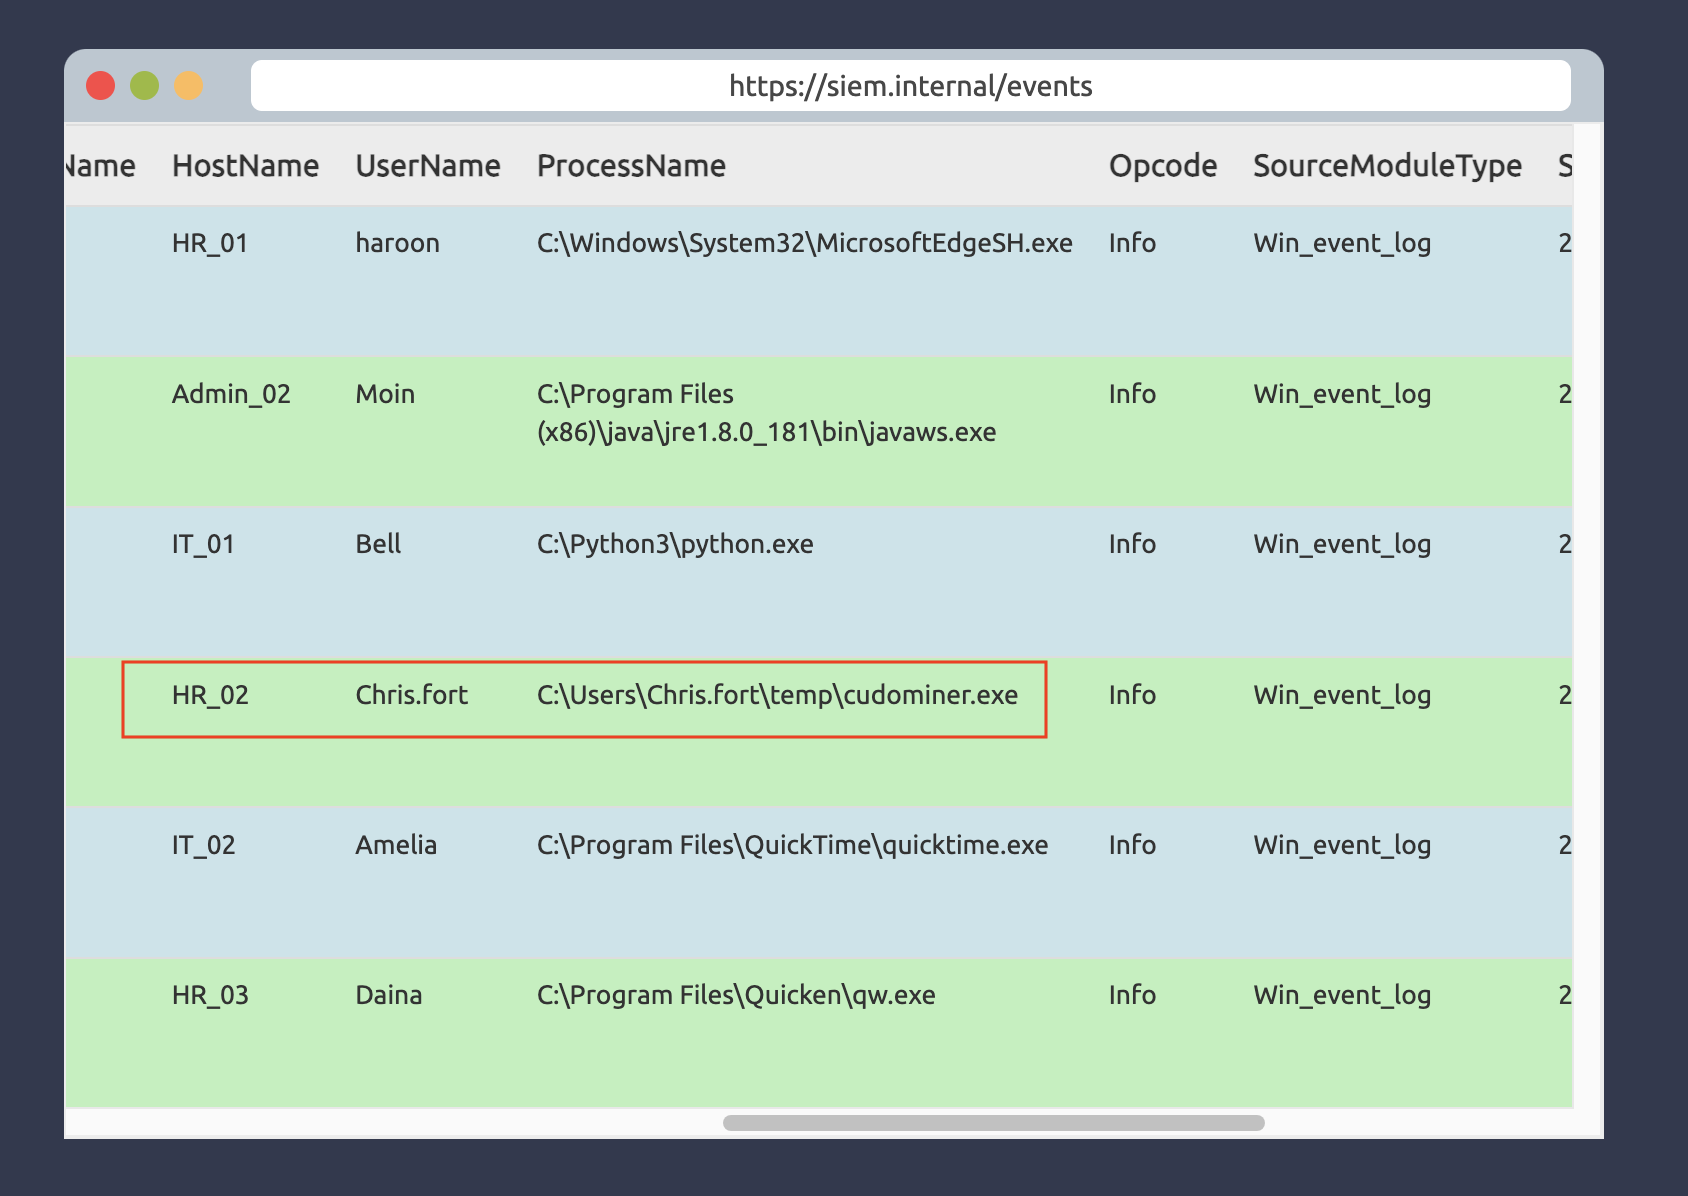 https://siem.internal/events
Name HostName UserName ProcessName Opcode SourceModuleType S
HR_01 haroon C:\Windows\System32\MicrosoftEdgeSH.exe Info Win_event_log 2
Admin_02 Moin C:\Program Files Info Win_event_log 2
(x86)\java\jre1.8.0_181\bin\javaws.exe
IT_01 Bell C:\Python3\python.exe Info Win_event_log 2
HR_02 Chris.fort C:\Users\Chris.fort\temp\cudominer.exe Info Win_event_log 2
IT_02 Amelia C:\Program Files\QuickTime\quicktime.exe Info Win_event_log 2
HR_03 Daina C:\Program Files\Quicken\qw.exe Info Win_event_log 2